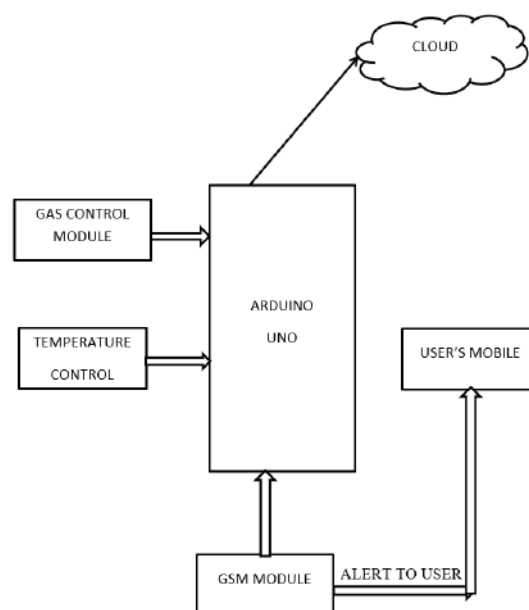 CLOUD
GAS CONTROL
MODULE
ARDUINO
UNO
TEMPERATURE
CONTROL
USER'S MOBILE
GSM MODULE
ALERT TO USER